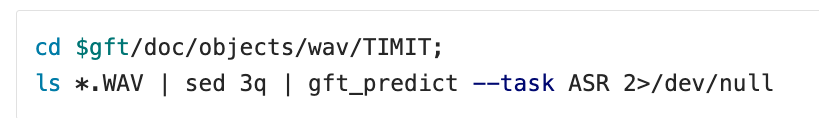 cd $gft/doc/objects/wav/TIMIT;
ls *.WAV | sed 3q | gft_predict --task ASR 2>/dev/null